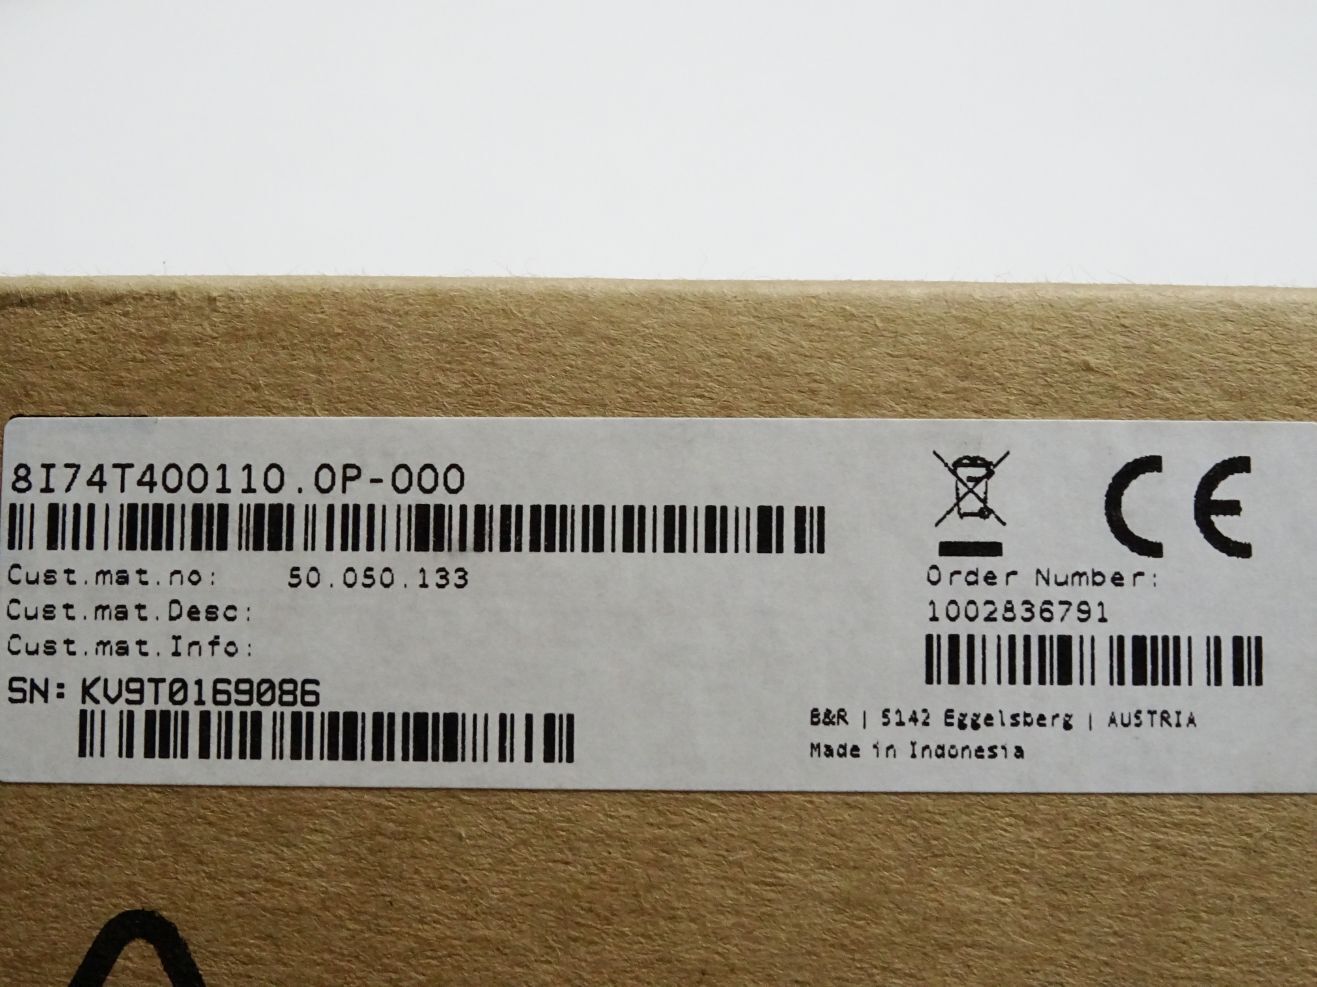 8I74T400110.0P-000
Cust.mat.no: 50.050.133
Cust.mat.Desc:
Cust.mat.Info:
SN: KV9T0169086
CE
Order Number:
1002836791
B&R | 5142 Eggelsberg | AUSTRIA
Made in Indonesia